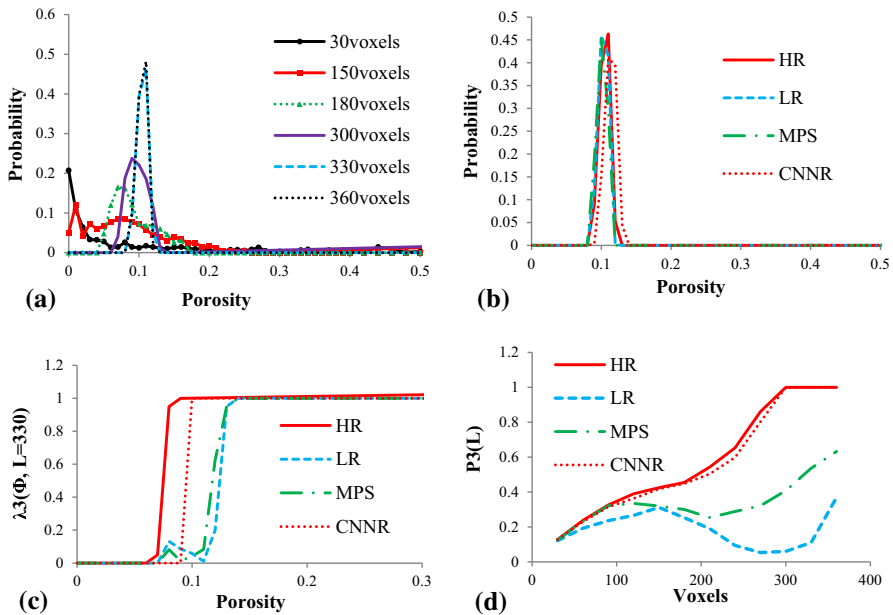 0.6
0.5
0.4
0.3
0.2
0.1
0
Probability
0 0.1 0.2 0.3 0.4 0.5
Porosity
30voxels
150voxels
180voxels
300voxels
330voxels
360voxels
(a)
0.5
0.45
0.4
0.35
0.3
0.25
0.2
0.15
0.1
0.05
0
Probability
0 0.1 0.2 0.3 0.4 0.5
Porosity
HR
LR
MPS
CNNR
(b)
1.2
1
0.8
0.6
0.4
0.2
0
λ3(Φ, L=330)
0 0.1 0.2 0.3
Porosity
HR
LR
MPS
CNNR
(c)
1.2
1
0.8
0.6
0.4
0.2
0
P3(L)
0 100 200 300 400
Voxels
HR
LR
MPS
CNNR
(d)